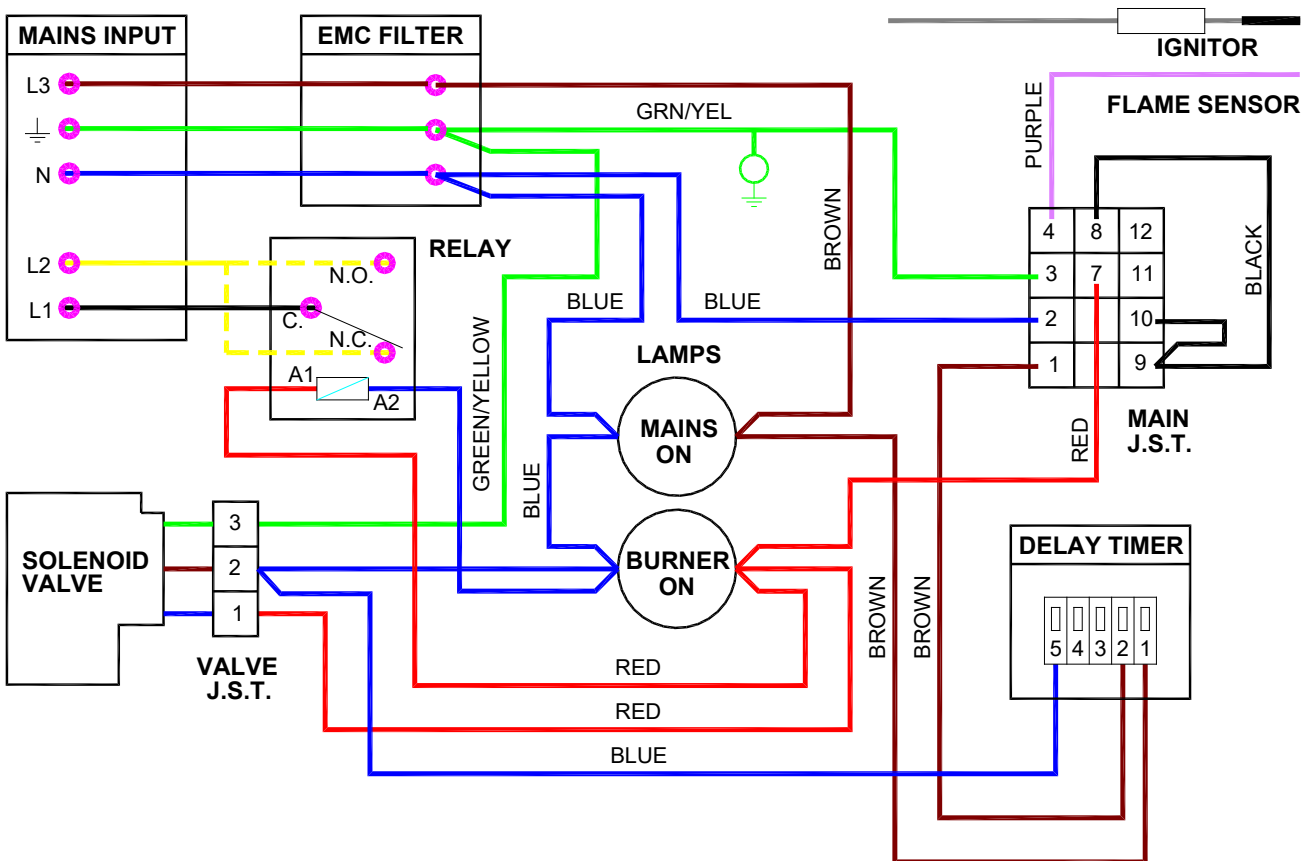 MAINS INPUT
EMC FILTER
IGNITOR
L3
GRN/YEL
PURPLE
FLAME SENSOR
N
BROWN
4 8 12
RELAY
L2
N.O.
3 7 11
BLACK
L1
C.
BLUE
BLUE
2 10
N.C.
LAMPS
1 9
A1
A2
GREEN/YELLOW
MAINS
ON
MAIN
J.S.T.
RED
BLUE
3
SOLENOID
VALVE
2
BURNER
ON
DELAY TIMER
1
5 4 3 2 1
BROWN
BROWN
VALVE
J.S.T.
RED
RED
BLUE